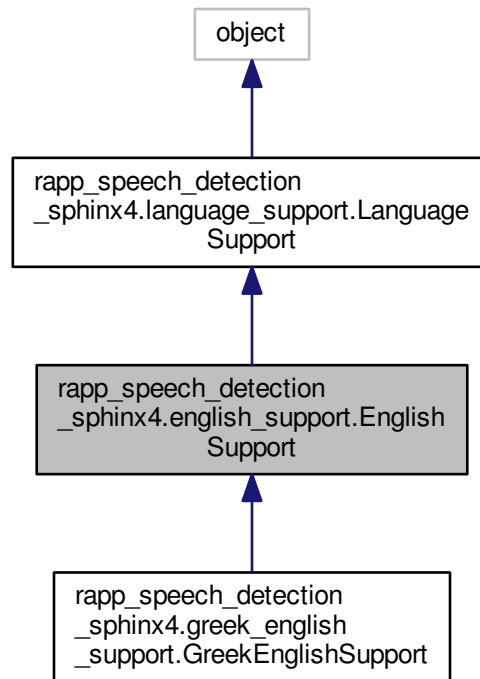 object
rapp_speech_detection
_sphinx4.language_support.Language
Support
rapp_speech_detection
_sphinx4.english_support.English
Support
rapp_speech_detection
_sphinx4.greek_english
_support.GreekEnglishSupport